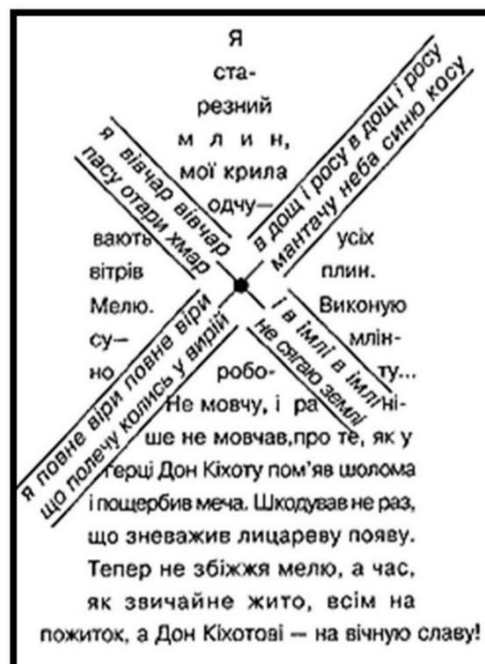 Я
ста-
резний
млин,
мої крила
одчу—
я вівчар вівчар
пасу отари хмар
в дощ і росу в дощ і росу
мантачу неба синю косу
вають
усіх
вітрів
плин.
Мелю.
Виконую
су—
млін-
но
робо-
ту...
я повне віри повне віри
що полечу колись у вирій
і в імлі в імлі
не сягаю землі
Не мовчу, і ра ні-
ше не мовчав,про те, як у
герці Дон Кіхоту пом’яв шолома
і пощербив меча. Шкодував не раз,
що зневажив лицареву появу.
Тепер не збіжжя мелю, а час,
як звичайне жито, всім на
пожиток, а Дон Кіхотові — на вічную славу!